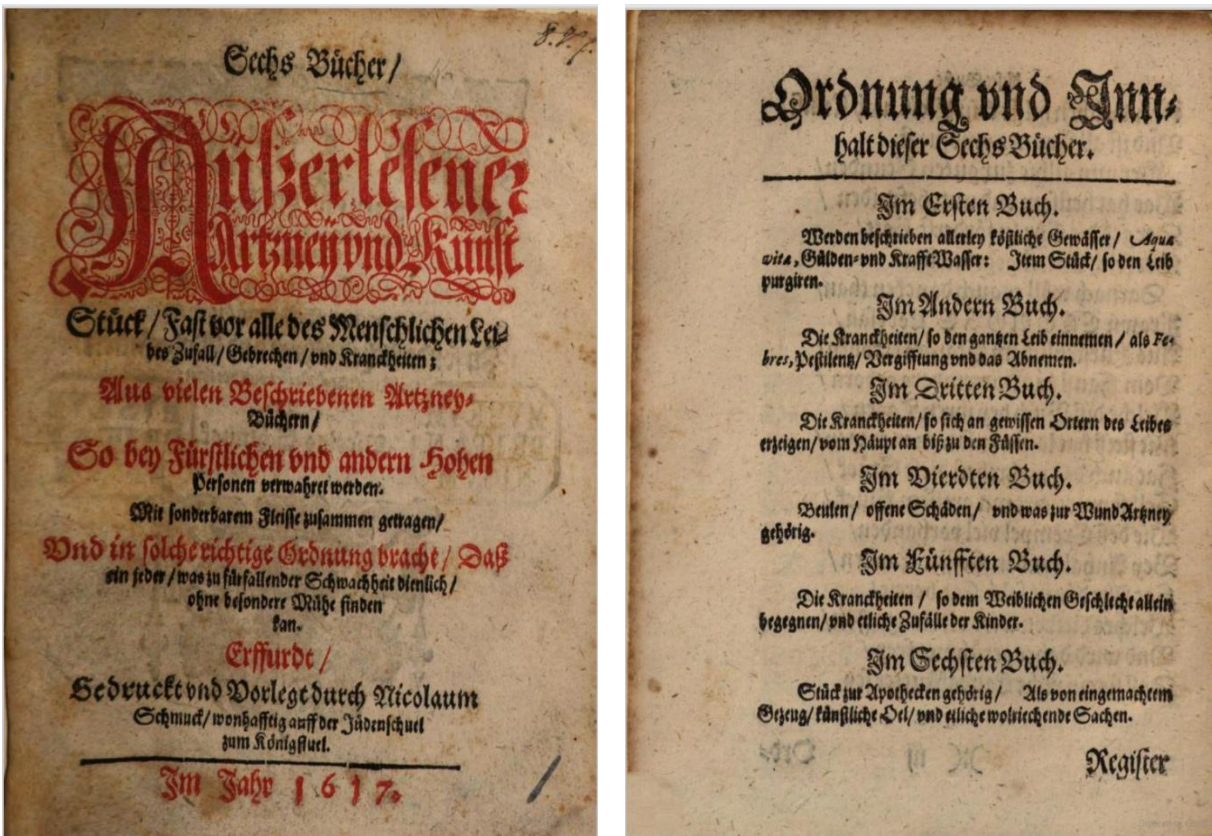 Sechs Bücher/
Außerlesener
Artzney vnd Kunst
Stück/ Fast vor alle des Menschlichen Lei-
bes Zufall/ Gebrechen/ vnd Kranckheiten;
Aus vielen Beschriebenen Artzney-
Büchern/
So bey Fürstlichen vnd andern Hohen
Personen verwahret werden.
Mit sonderbarem Fleisse zusammen getragen/
Vnd in solche richtige Ordnung bracht/ Daß
ein jeder/ was zu fürfallender Schwachheit dienlich/
ohne besondere Mühe finden
kan.
Erffurdt/
Gedruckt vnd Vorlegt durch Nicolaum
Schmuck/ wonhafftig auff der Jüdenschuel
zum Königstuel.
Im Jahr 1617.
Ordnung vnd Inn-
halt dieser Sechs Bücher.
Im Ersten Buch.
Werden beschrieben allerley köstliche Gewässer/ Aqua
vitæ, Gülden- vnd KrafftWasser: Item Stück/ so den Leib
purgiren.
Im Andern Buch.
Die Kranckheiten/ so den gantzen Leib einnemen/ als Fe-
bres, Pestilentz/ Vergifftung vnd das Abnemen.
Im Dritten Buch.
Die Kranckheiten/ so sich an gewissen Ortern des Leibes
erzeigen/ vom Häupt an biß zu den Füssen.
Im Vierdten Buch.
Beulen/ offene Schäden/ vnd was zur Wund Artzney
gehörig.
Im Fünfften Buch.
Die Kranckheiten/ so dem Weiblichen Geschlecht allein
begegnen/ vnd etliche Zufälle der Kinder.
Im Sechsten Buch.
Stück zur Apothecken gehörig/ Als von eingemachtem
Gezeug/ künstliche Oel/ vnd etliche wolriechende Sachen.
Register